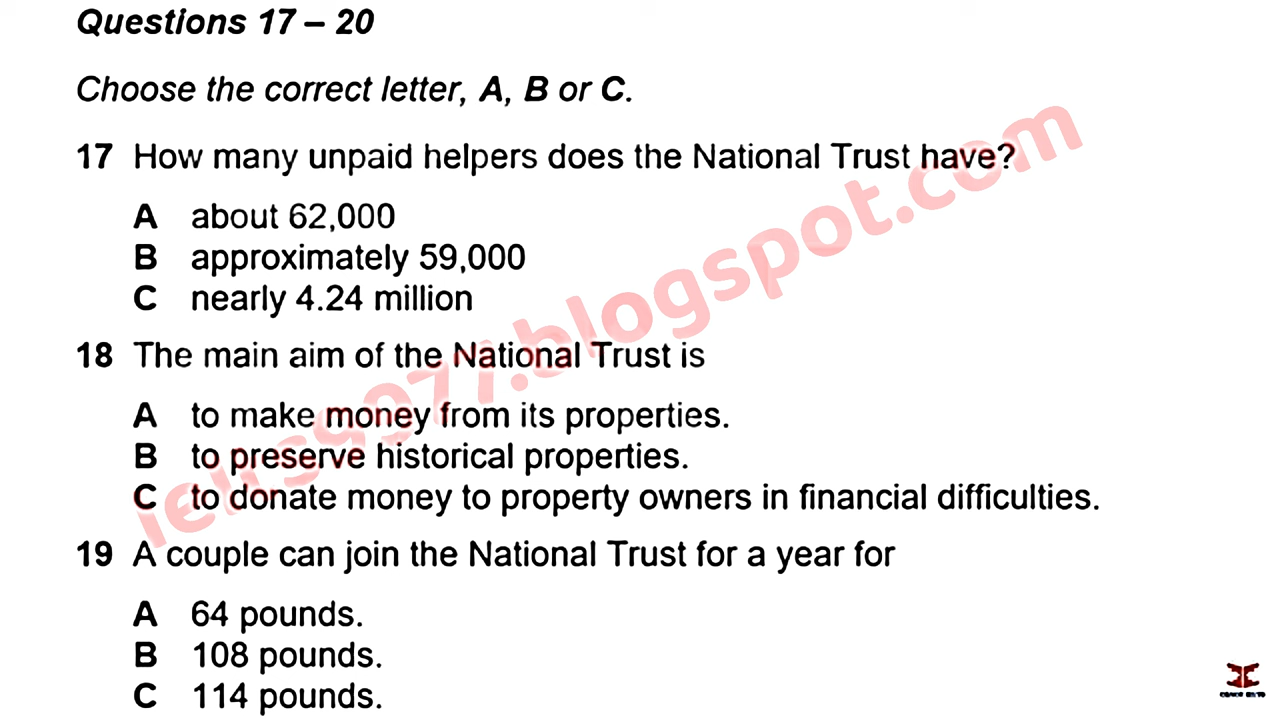 Questions 17 – 20
Choose the correct letter, A, B or C.
17 How many unpaid helpers does the National Trust have?
A about 62,000
B approximately 59,000
C nearly 4.24 million
18 The main aim of the National Trust is
A to make money from its properties.
B to preserve historical properties.
C to donate money to property owners in financial difficulties.
19 A couple can join the National Trust for a year for
A 64 pounds.
B 108 pounds.
C 114 pounds.
ielts9977.blogspot.com